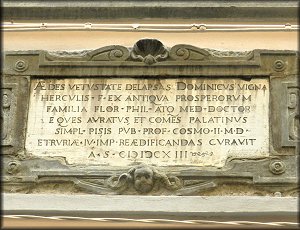 ÆDES VETVSTATE DELAPSAS DOMINICVS VIGNA
HERCVLIS · F · EX ANTIQVA PROSPERORVM
FAMILIA FLOR · PHIL · ATQ MED · DOCTOR
EQVES AVRATVS ET COMES PALATINVS
SIMPL · PISIS PVB · PROF · COSMO · II · M · D ·
ETRVRIÆ · IV · IMP · REÆDIFICANDAS CVRAVIT
A · S · CIƆIƆCXIII